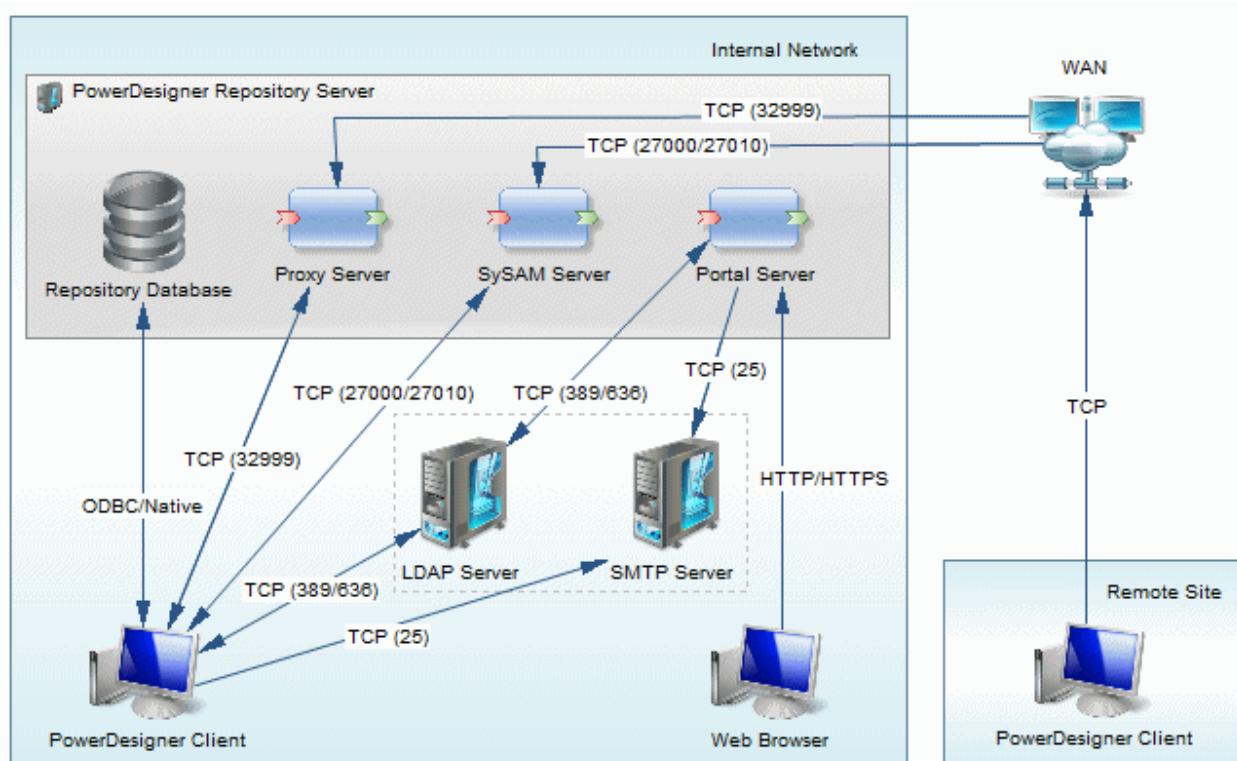 Internal Network
PowerDesigner Repository Server
WAN
TCP (32999)
TCP (27000/27010)
Proxy Server
SySAM Server
Portal Server
Repository Database
TCP (25)
TCP (27000/27010)
TCP (389/636)
TCP
TCP (32999)
HTTP/HTTPS
ODBC/Native
LDAP Server
SMTP Server
TCP (389/636)
Remote Site
TCP (25)
PowerDesigner Client
Web Browser
PowerDesigner Client